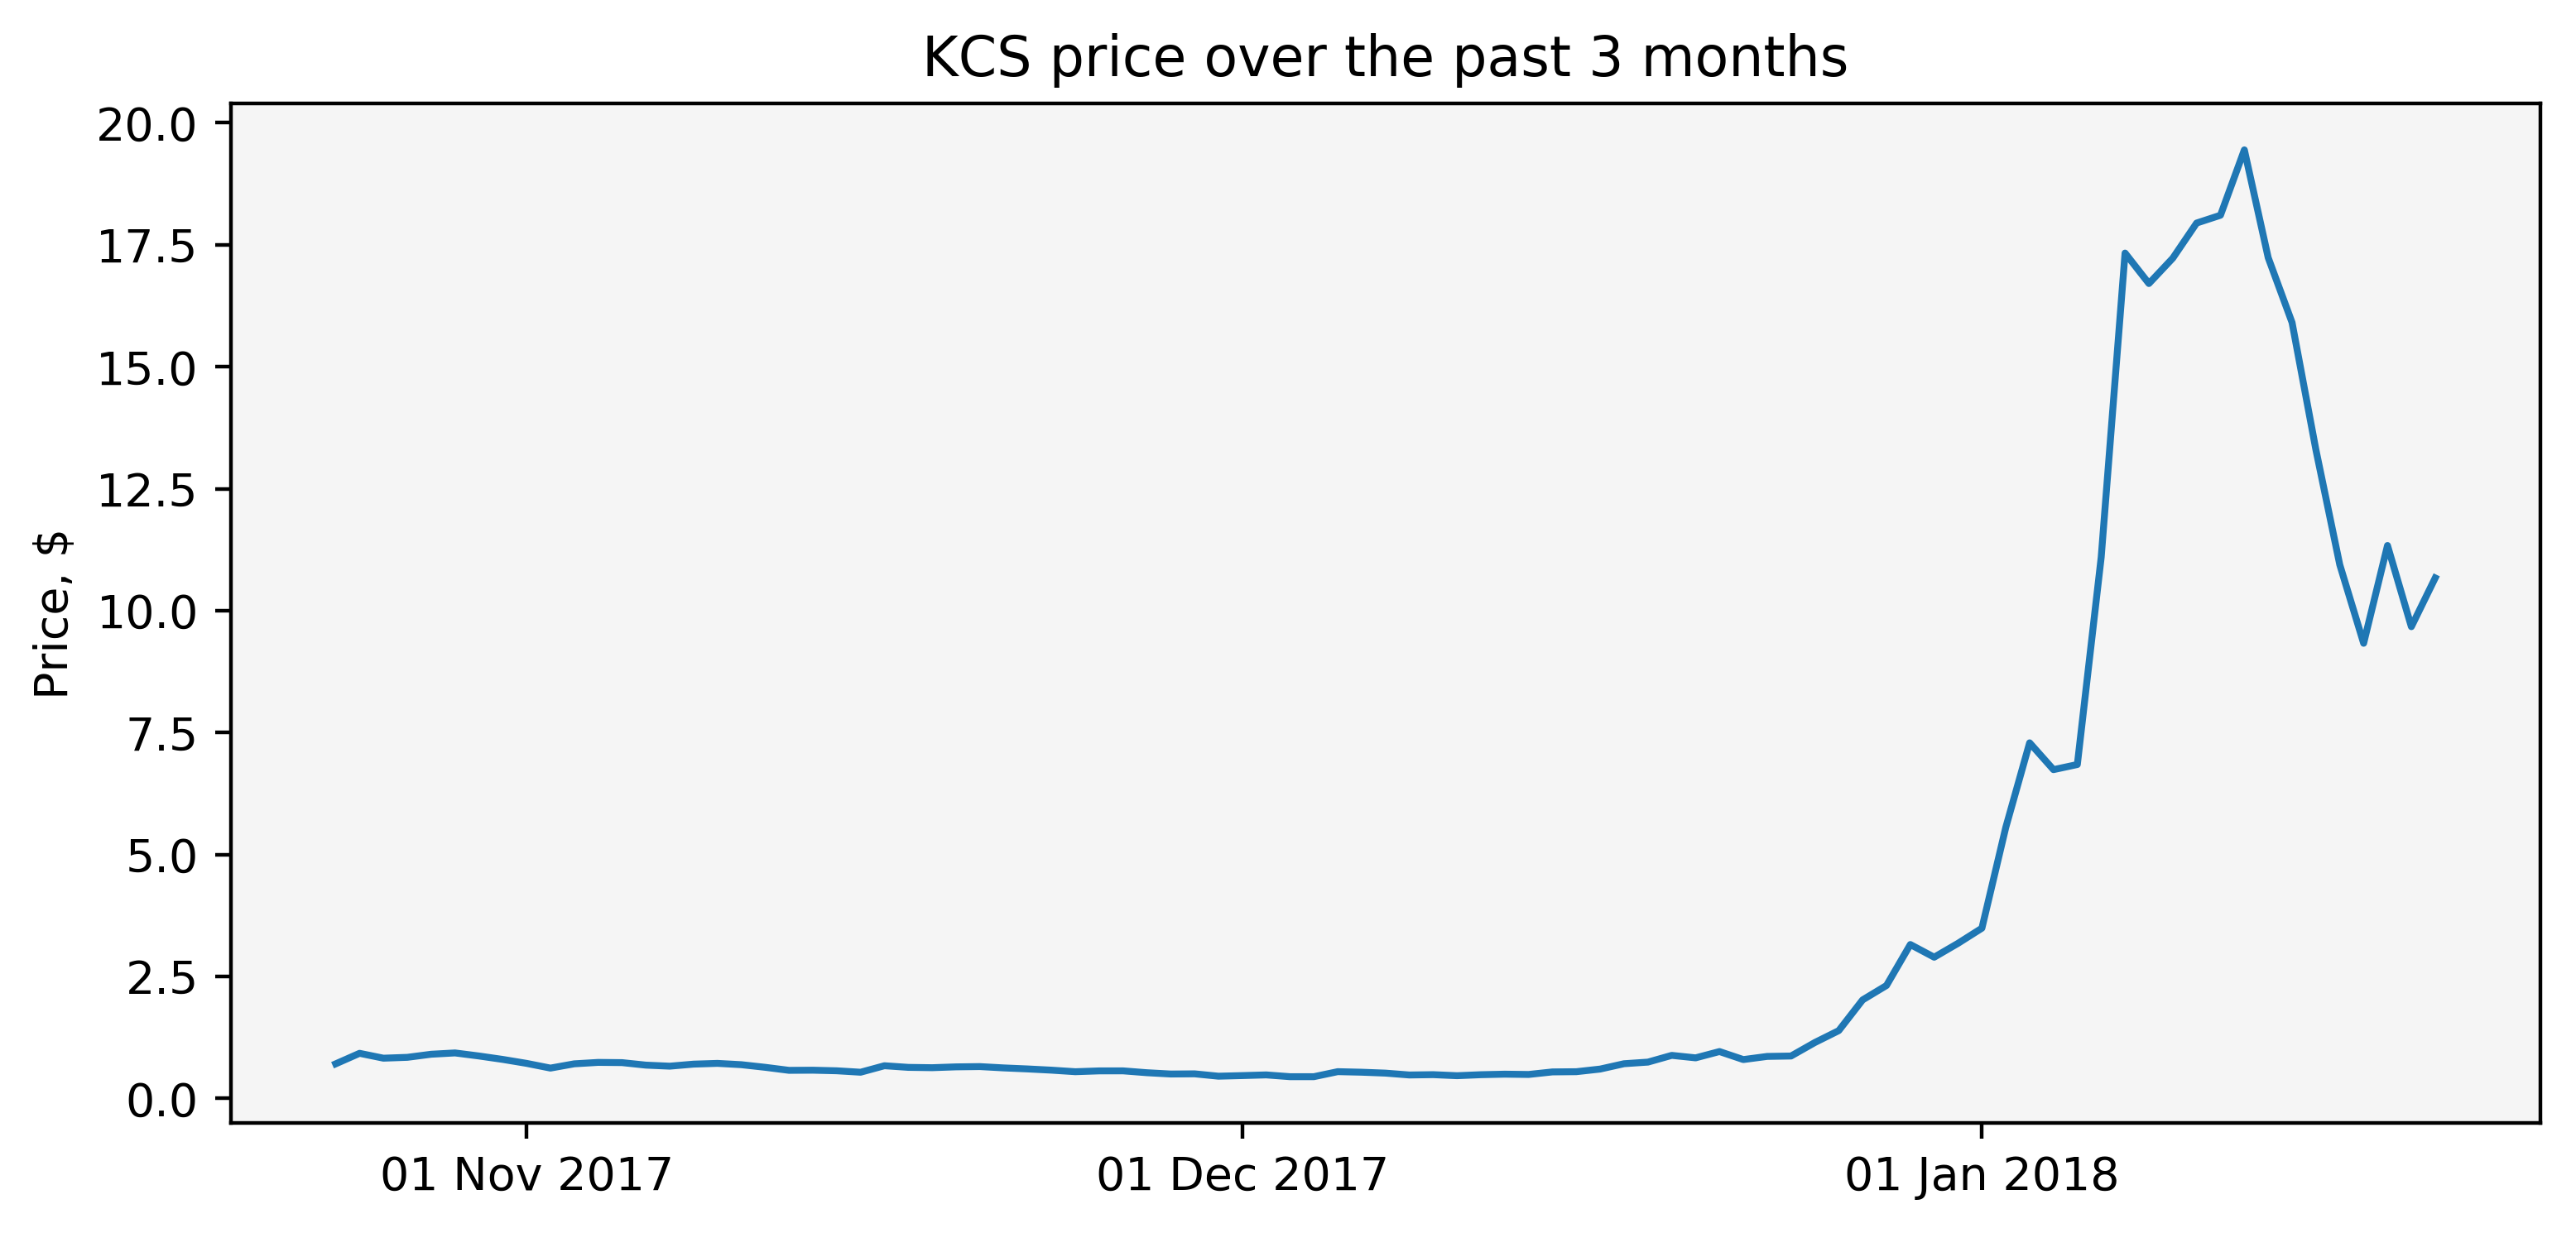 KCS price over the past 3 months
Price, $
20.0
17.5
15.0
12.5
10.0
7.5
5.0
2.5
0.0
01 Nov 2017
01 Dec 2017
01 Jan 2018